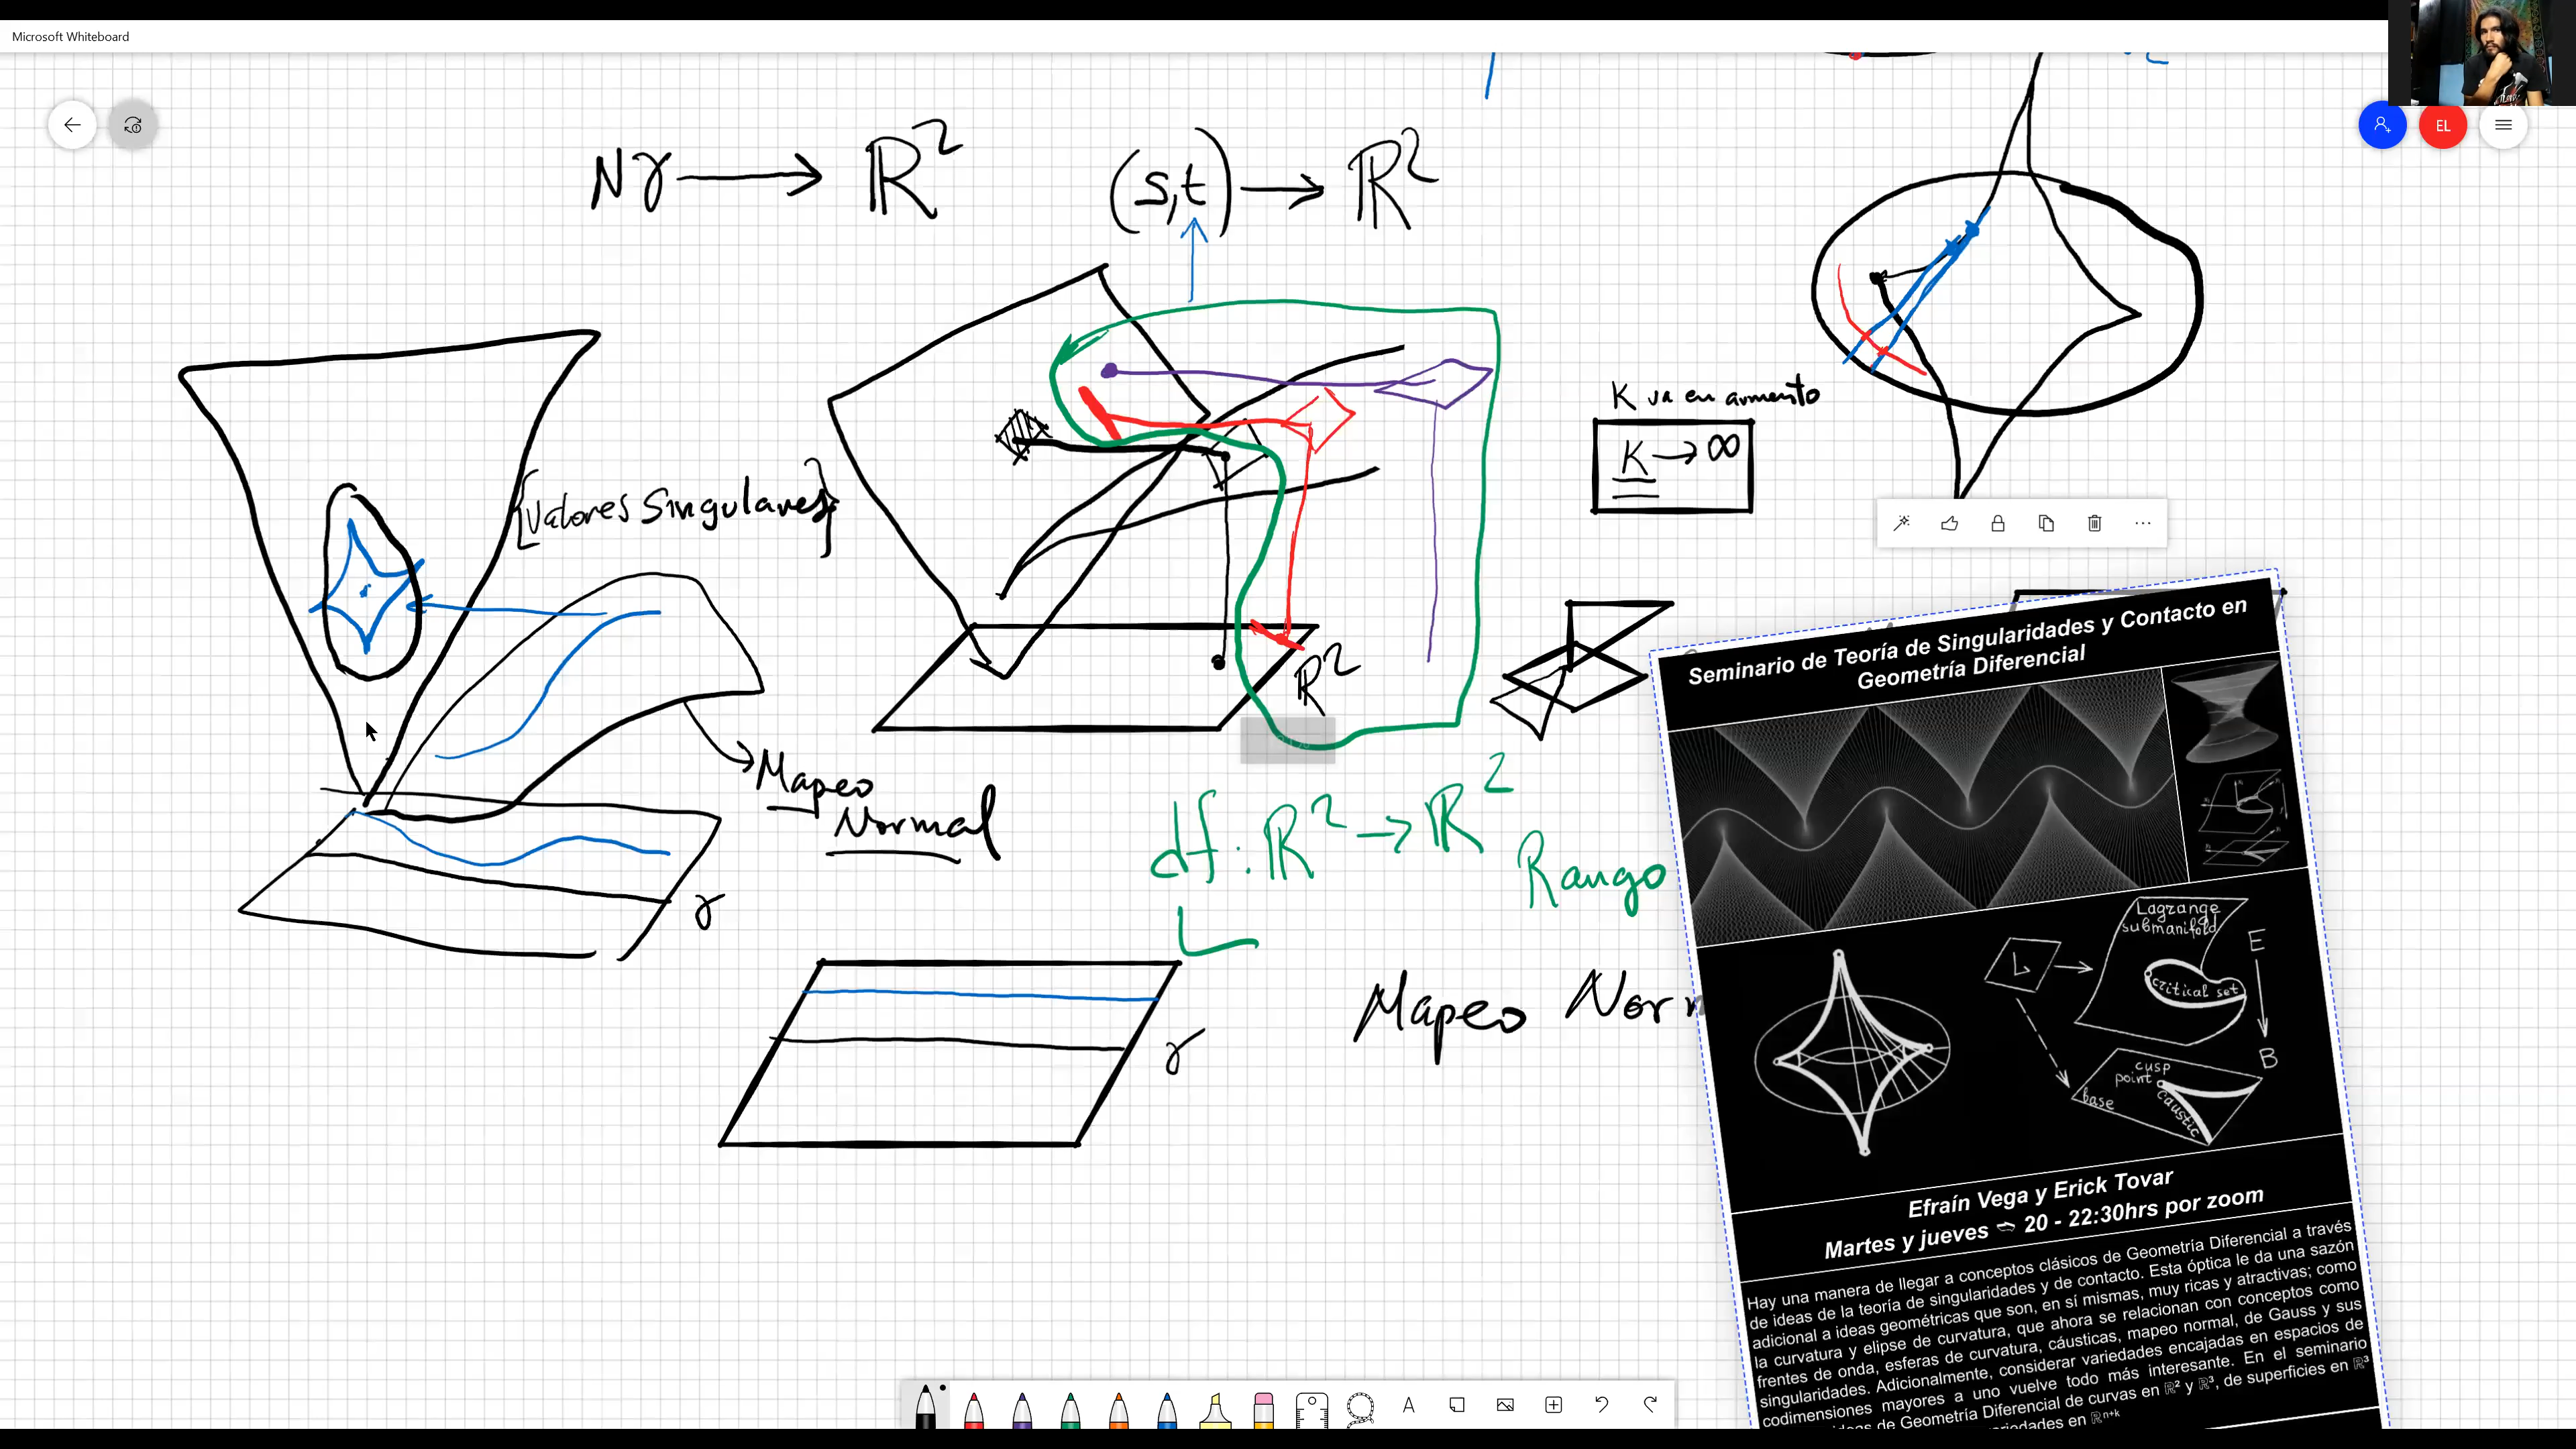 Microsoft Whiteboard
EL
Nγ → ℝ²
(s,t) → ℝ²
K va en aumento
K → ∞
{Valores Singulares}
ℝ²
Mapeo
Normal
γ
df: ℝ² → ℝ²
Rango
γ
Mapeo Nor
Seminario de Teoría de Singularidades y Contacto en
Geometría Diferencial
Lagrange
submanifold
L
critical set
E
B
cusp
point
base
caustic
Efraín Vega y Erick Tovar
Martes y jueves 20 - 22:30hrs por zoom
Hay una manera de llegar a conceptos clásicos de Geometría Diferencial a través
de ideas de la teoría de singularidades y de contacto. Esta óptica le da una sazón
adicional a ideas geométricas que son, en sí mismas, muy ricas y atractivas; como
la curvatura y elipse de curvatura, que ahora se relacionan con conceptos como
frentes de onda, esferas de curvatura, cáusticas, mapeo normal, de Gauss y sus
singularidades. Adicionalmente, considerar variedades encajadas en espacios de
codimensiones mayores a uno vuelve todo más interesante. En el seminario
de Geometría Diferencial de curvas en ℝ² y ℝ³, de superficies en ℝ³
en ℝⁿ⁺ᵏ
A